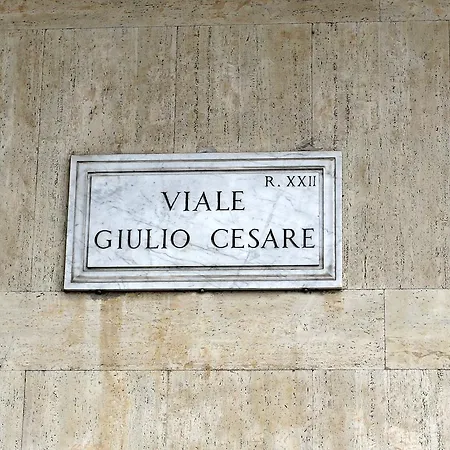 R. XXII
VIALE
GIULIO CESARE